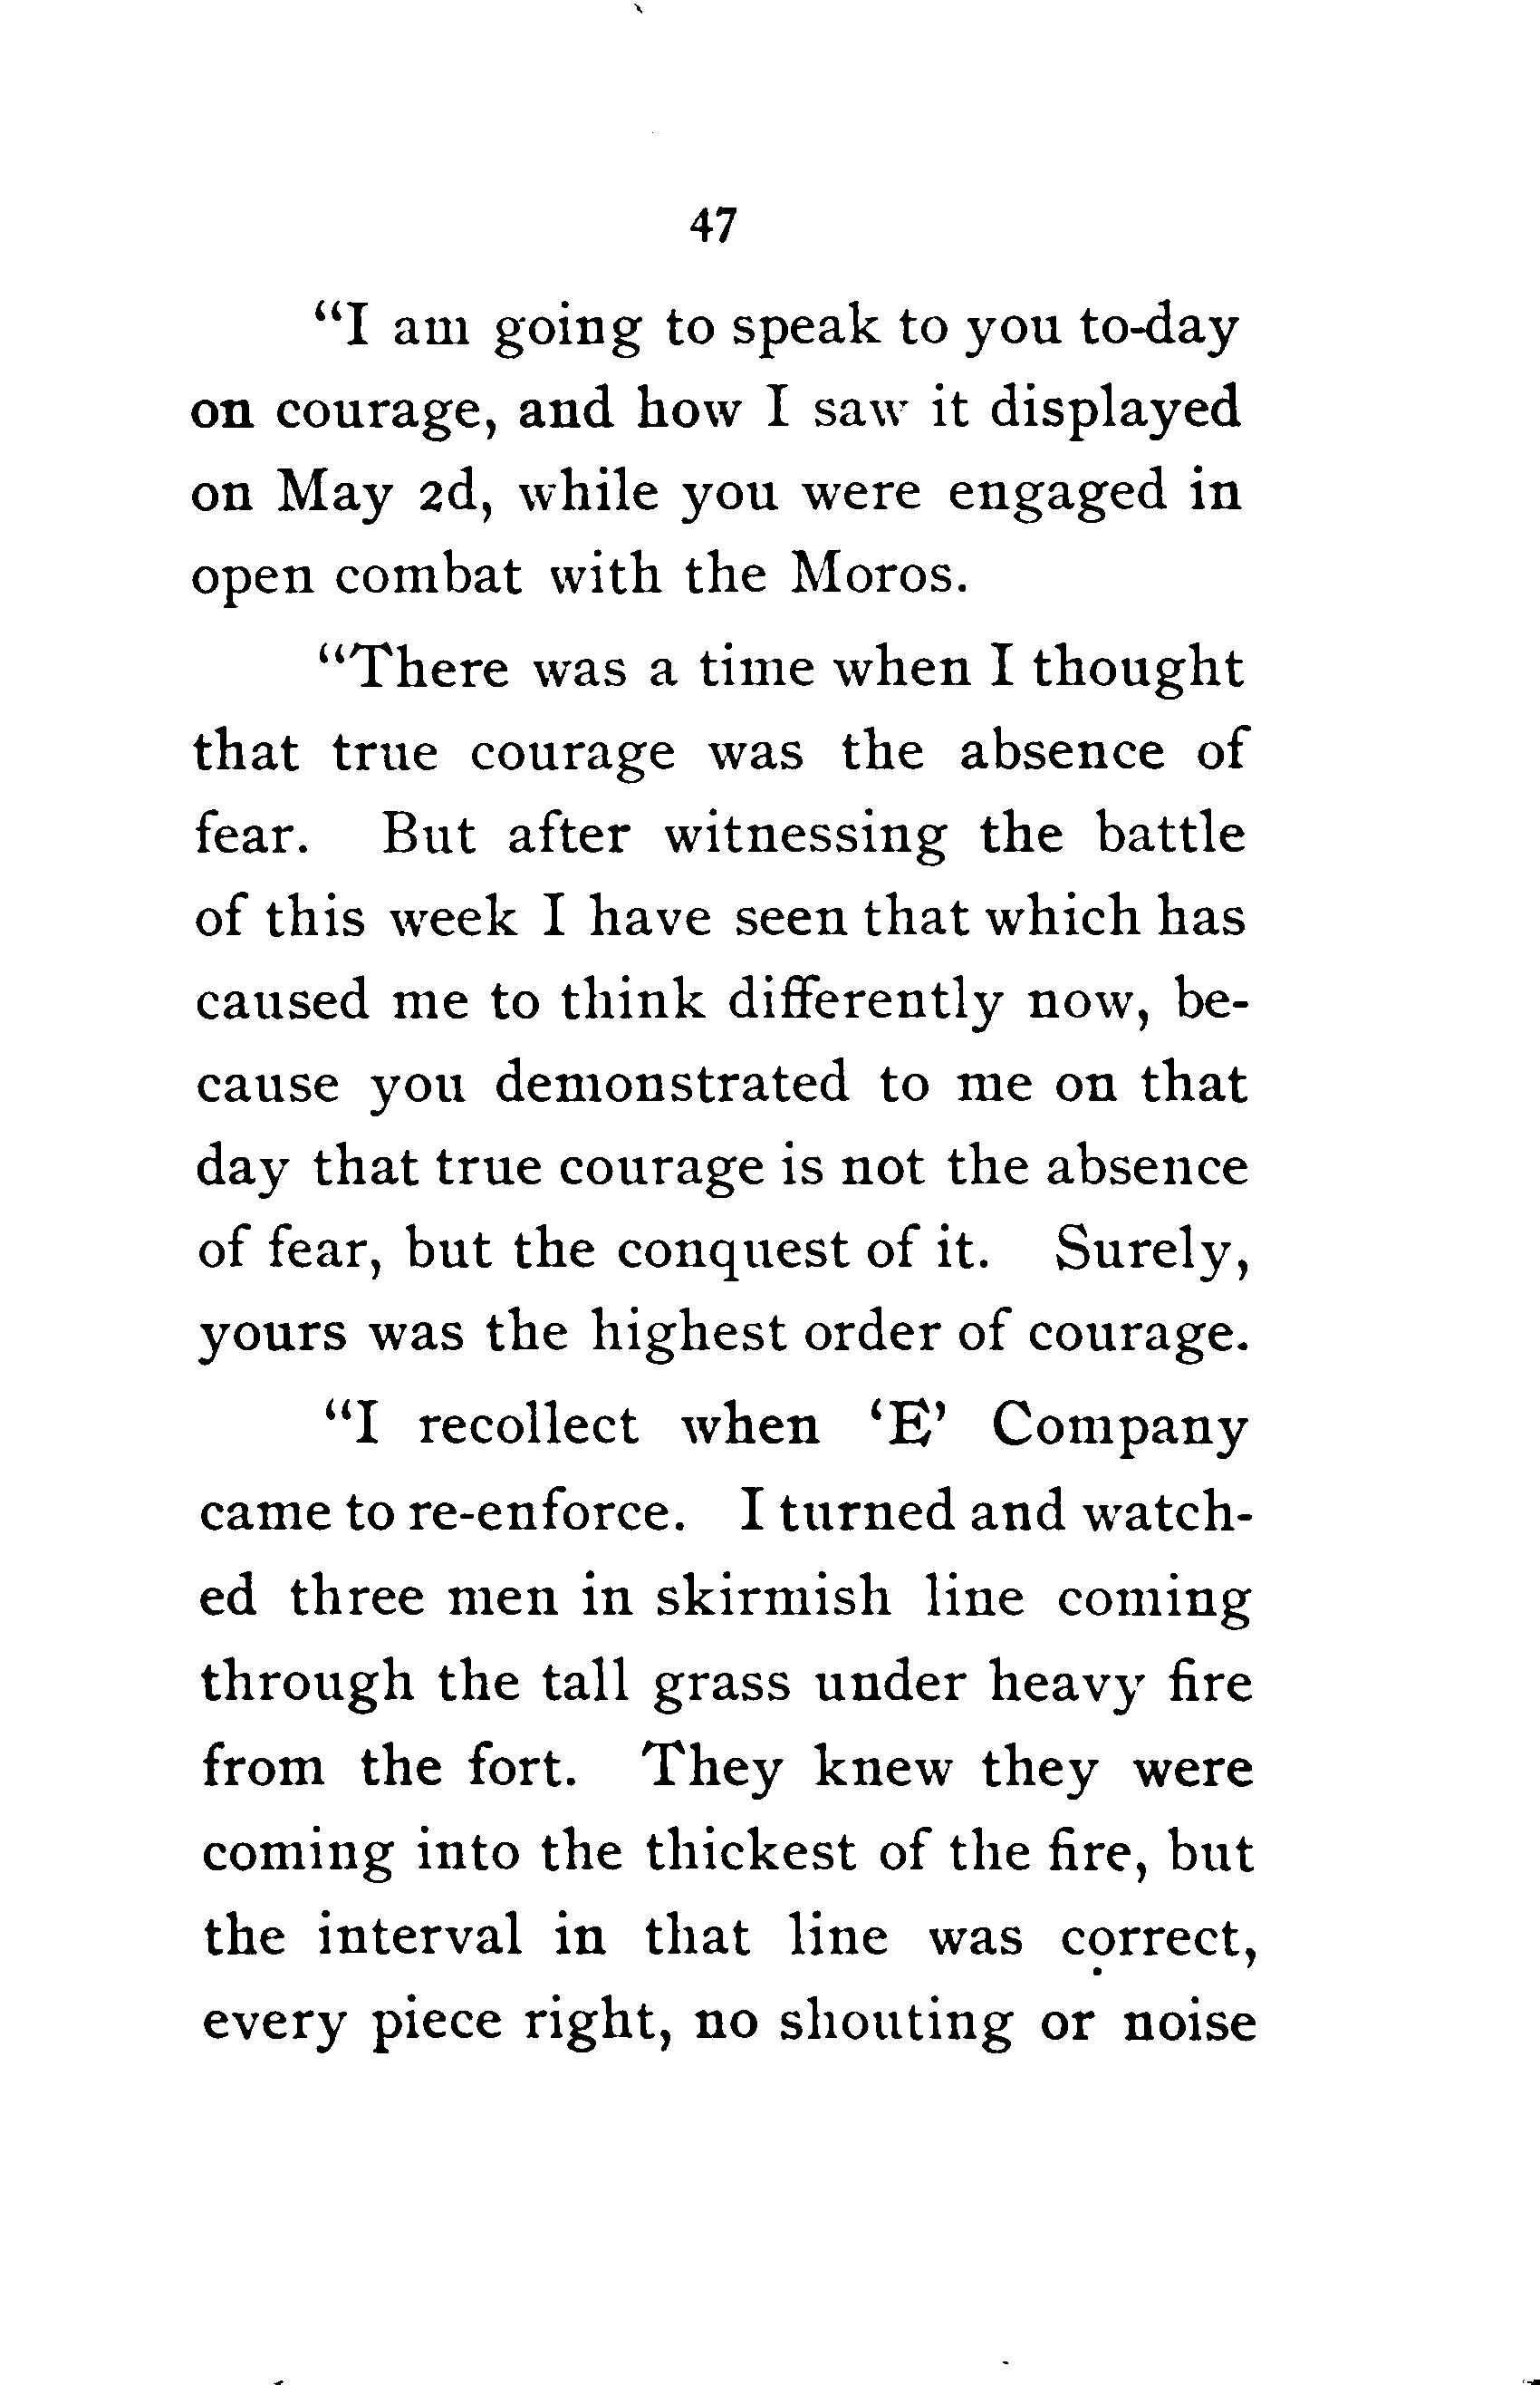 47
“I am going to speak to you to-day
on courage, and how I saw it displayed
on May 2d, while you were engaged in
open combat with the Moros.
“There was a time when I thought
that true courage was the absence of
fear. But after witnessing the battle
of this week I have seen that which has
caused me to think differently now, be-
cause you demonstrated to me on that
day that true courage is not the absence
of fear, but the conquest of it. Surely,
yours was the highest order of courage.
“I recollect when ‘E’ Company
came to re-enforce. I turned and watch-
ed three men in skirmish line coming
through the tall grass under heavy fire
from the fort. They knew they were
coming into the thickest of the fire, but
the interval in that line was correct,
every piece right, no shouting or noise